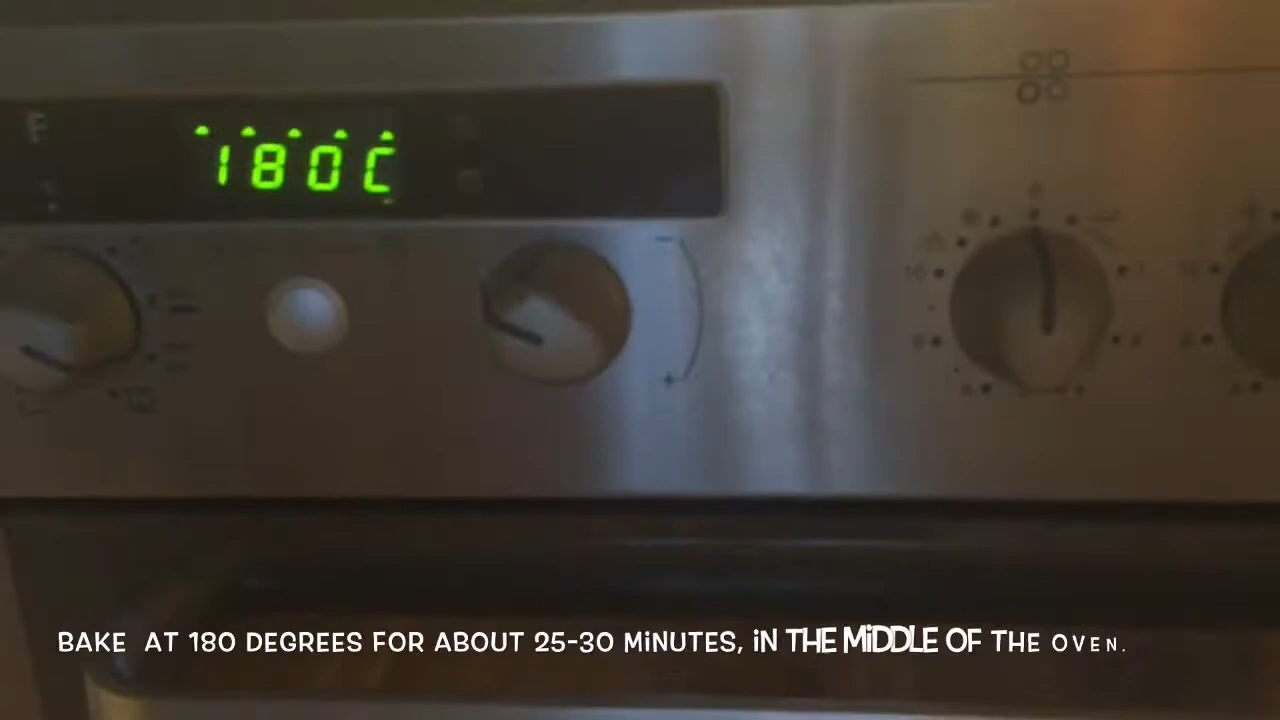 180C
BAKE AT 180 DEGREES FOR ABOUT 25-30 MiNUTES, iN THE MiDDLE OF THE OVEN.